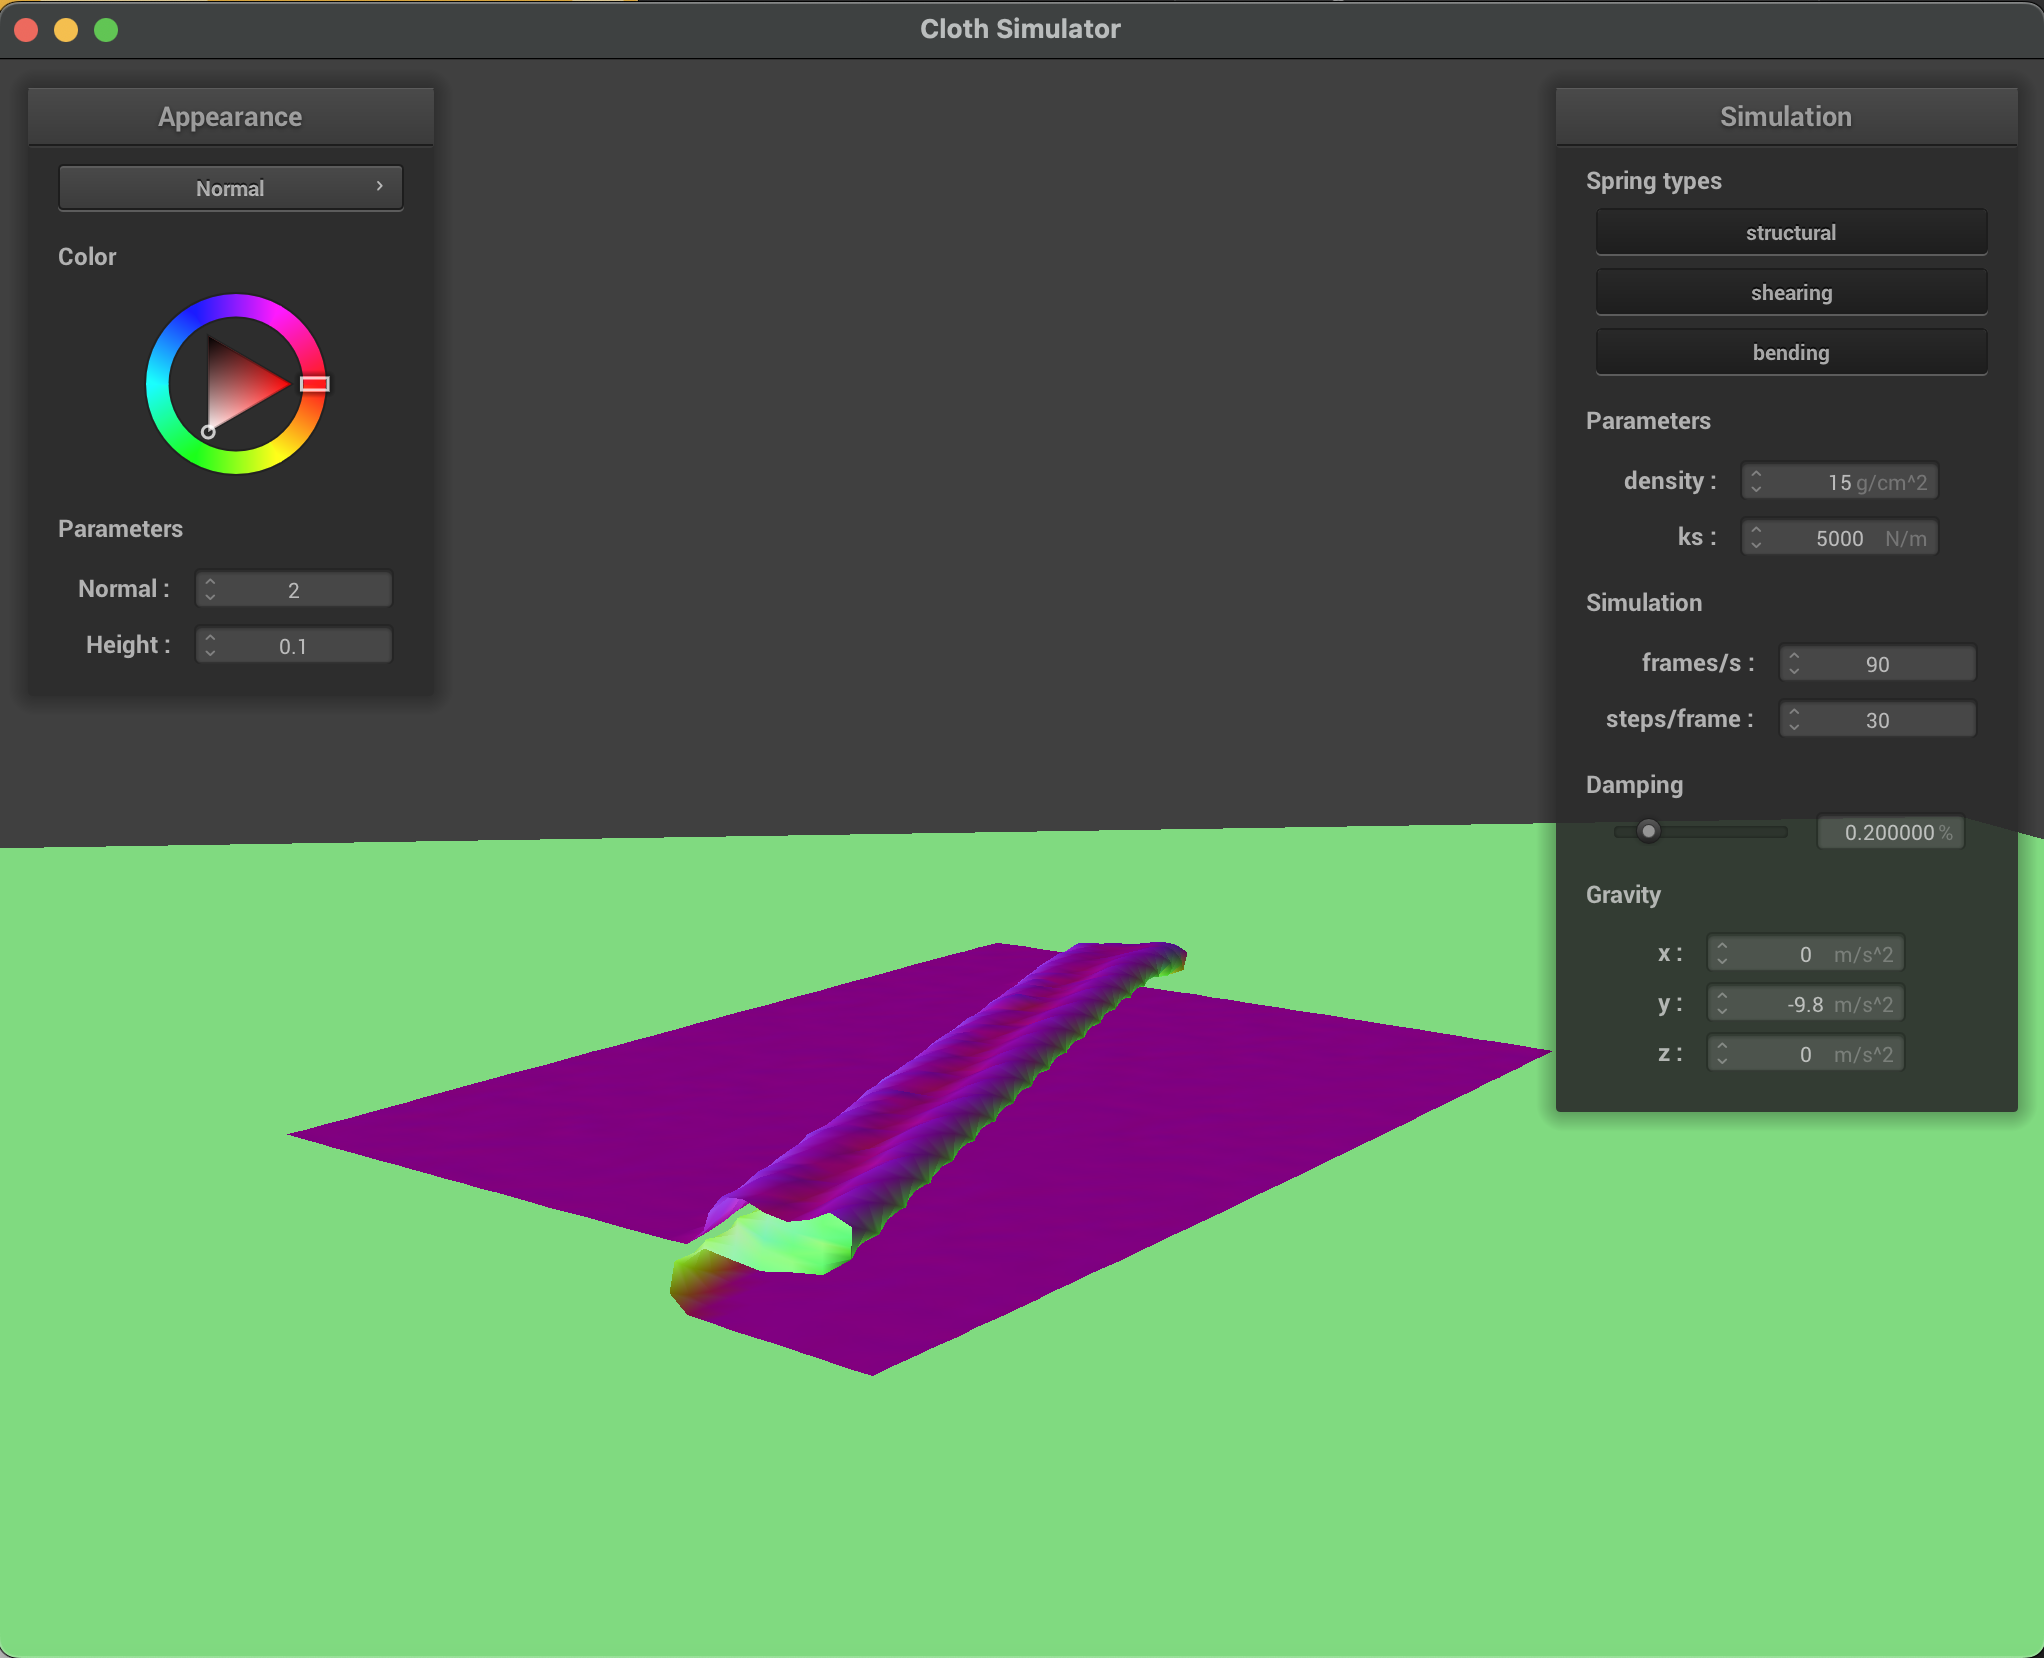 Cloth Simulator
Appearance
Normal
Color
Parameters
Normal : 2
Height : 0.1
Simulation
Spring types
structural
shearing
bending
Parameters
density : 15 g/cm^2
ks : 5000 N/m
Simulation
frames/s : 90
steps/frame : 30
Damping
0.200000 %
Gravity
x : 0 m/s^2
y : -9.8 m/s^2
z : 0 m/s^2